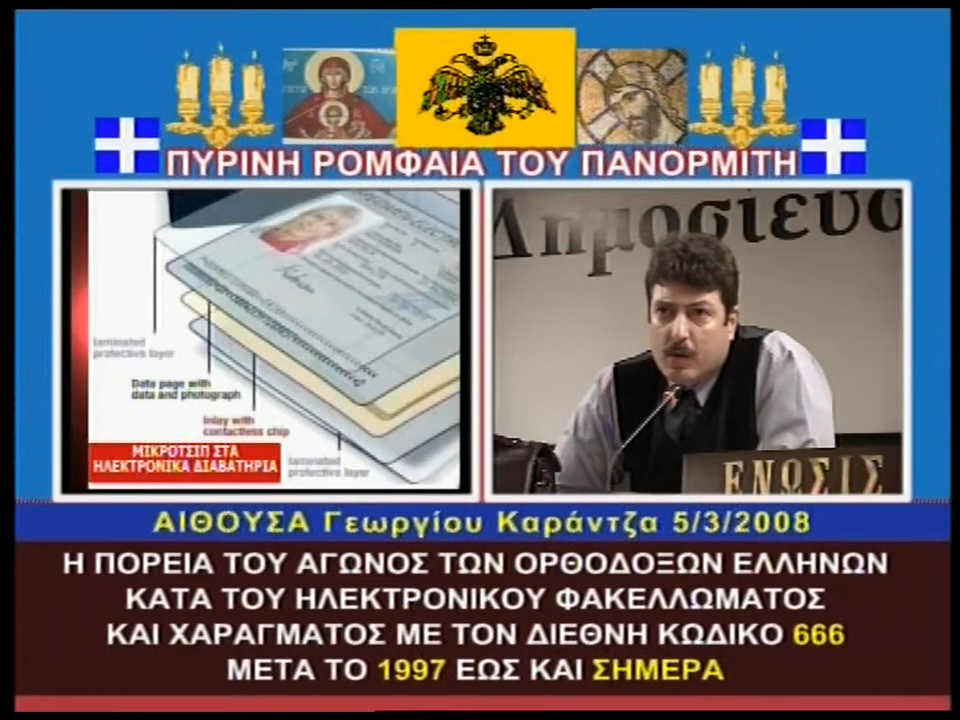 ΠΥΡΙΝΗ ΡΟΜΦΑΙΑ ΤΟΥ ΠΑΝΟΡΜΙΤΗ
laminated
protective layer
Data page with
data and photograph
Inlay with
contactless chip
laminated
protective layer
ΜΙΚΡΟΤΣΙΠ ΣΤΑ
ΗΛΕΚΤΡΟΝΙΚΑ ΔΙΑΒΑΤΗΡΙΑ
Δημοσιευσ
ΕΝΩΣΙΣ
ΑΙΘΟΥΣΑ Γεωργίου Καράντζα 5/3/2008
Η ΠΟΡΕΙΑ ΤΟΥ ΑΓΩΝΟΣ ΤΩΝ ΟΡΘΟΔΟΞΩΝ ΕΛΛΗΝΩΝ
ΚΑΤΑ ΤΟΥ ΗΛΕΚΤΡΟΝΙΚΟΥ ΦΑΚΕΛΛΩΜΑΤΟΣ
ΚΑΙ ΧΑΡΑΓΜΑΤΟΣ ΜΕ ΤΟΝ ΔΙΕΘΝΗ ΚΩΔΙΚΟ 666
ΜΕΤΑ ΤΟ 1997 ΕΩΣ ΚΑΙ ΣΗΜΕΡΑ